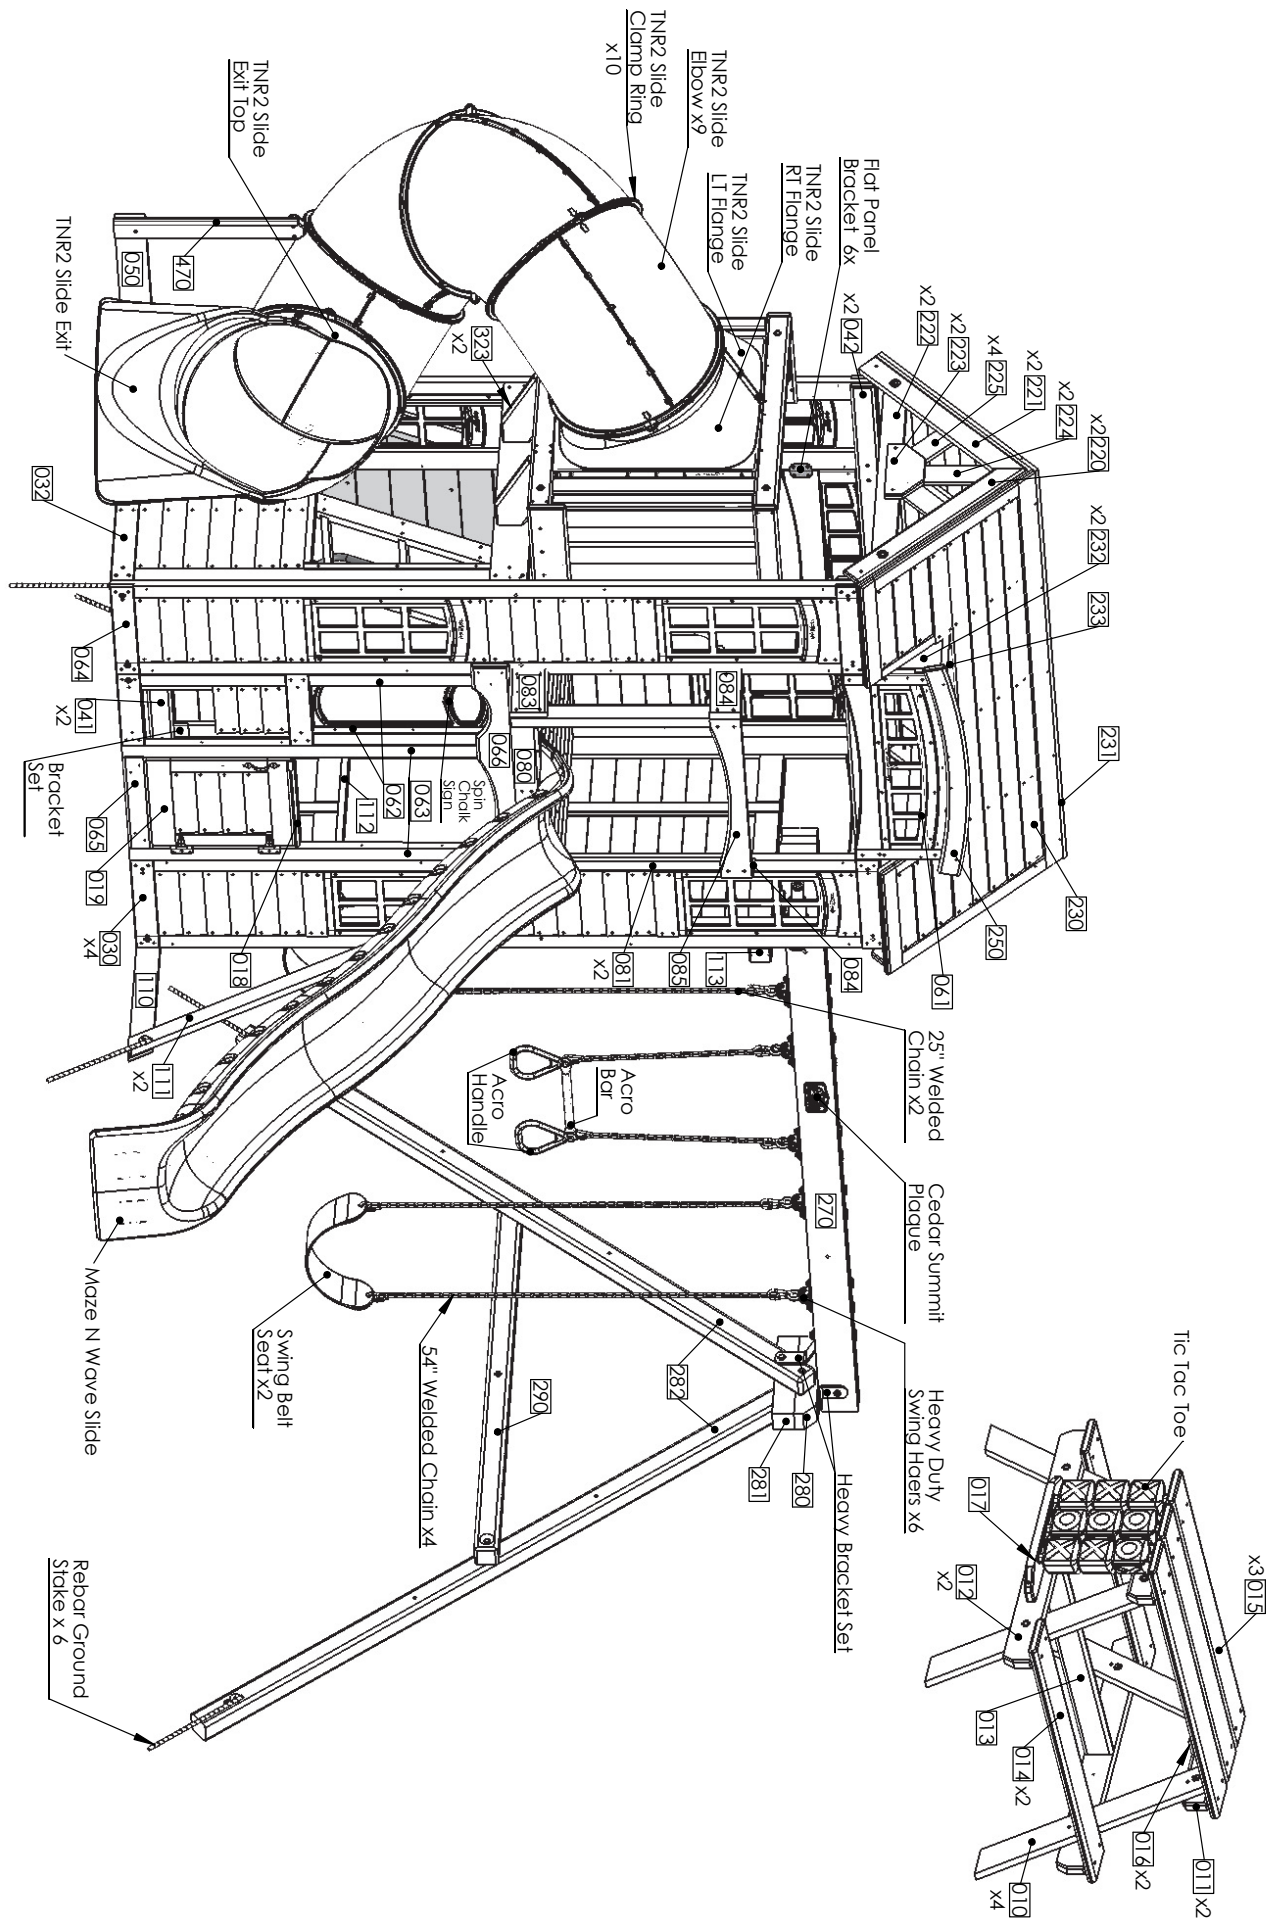 TNR2 Slide
Clamp Ring
x10
TNR2 Slide
Elbow x9
TNR2 Slide
Exit Top
TNR2 Slide
RT Flange
TNR2 Slide
LT Flange
Flat Panel
Bracket 6x
x2 042
x2 222
x2 223
x4 225
x2 221
x2 224
x2 220
x2 232
233
231
230
250
061
470
050
TNR2 Slide Exit
323
x2
032
064
041
x2
Bracket
Set
065
019
030
x4
018
110
111
x2
083
084
066
080
Spin
Chalk
Sign
063
062
112
081
x2
085
113
084
25" Welded
Chain x2
Cedar Summit
Plaque
270
Heavy Duty
Swing Haers x6
Acro
Bar
Acro
Handle
Maze N Wave Slide
Swing Belt
Seat x2
54" Welded Chain x4
282
290
282
281
280
Heavy Bracket Set
Rebar Ground
Stake x 6
Tic Tac Toe
017
012
x2
x3 015
013
014 x2
016 x2
011 x2
010
x4